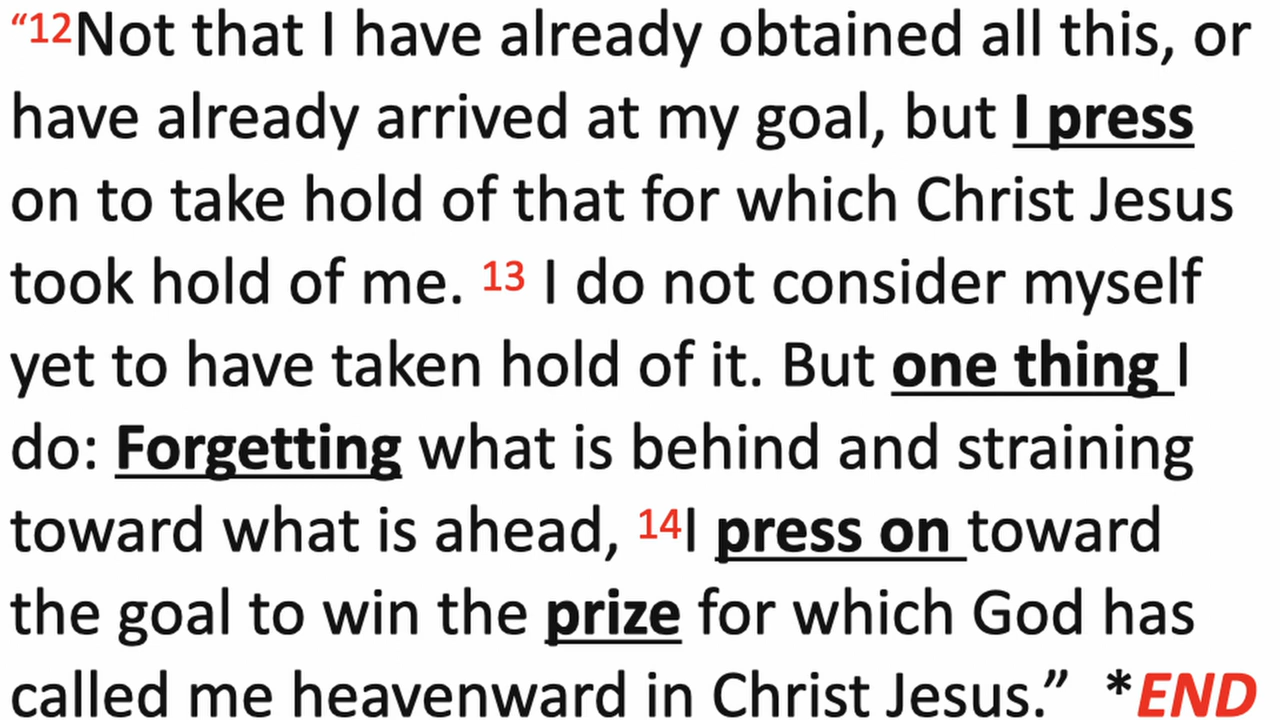 “12Not that I have already obtained all this, or
have already arrived at my goal, but I press
on to take hold of that for which Christ Jesus
took hold of me. 13 I do not consider myself
yet to have taken hold of it. But one thing I
do: Forgetting what is behind and straining
toward what is ahead, 14I press on toward
the goal to win the prize for which God has
called me heavenward in Christ Jesus.” *END